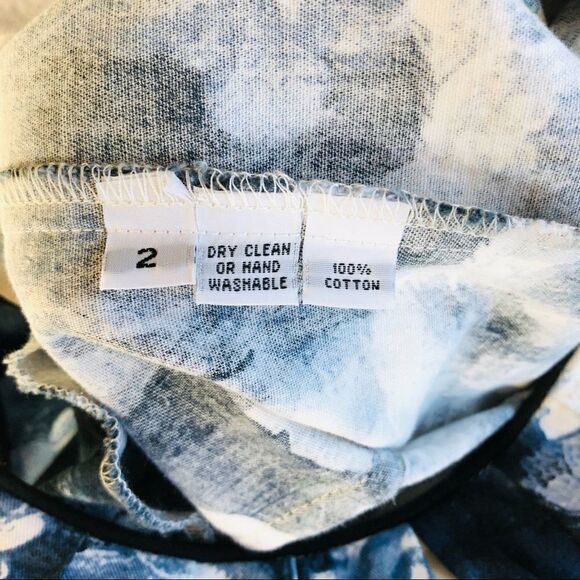 2
DRY CLEAN
OR HAND
WASHABLE
100%
COTTON